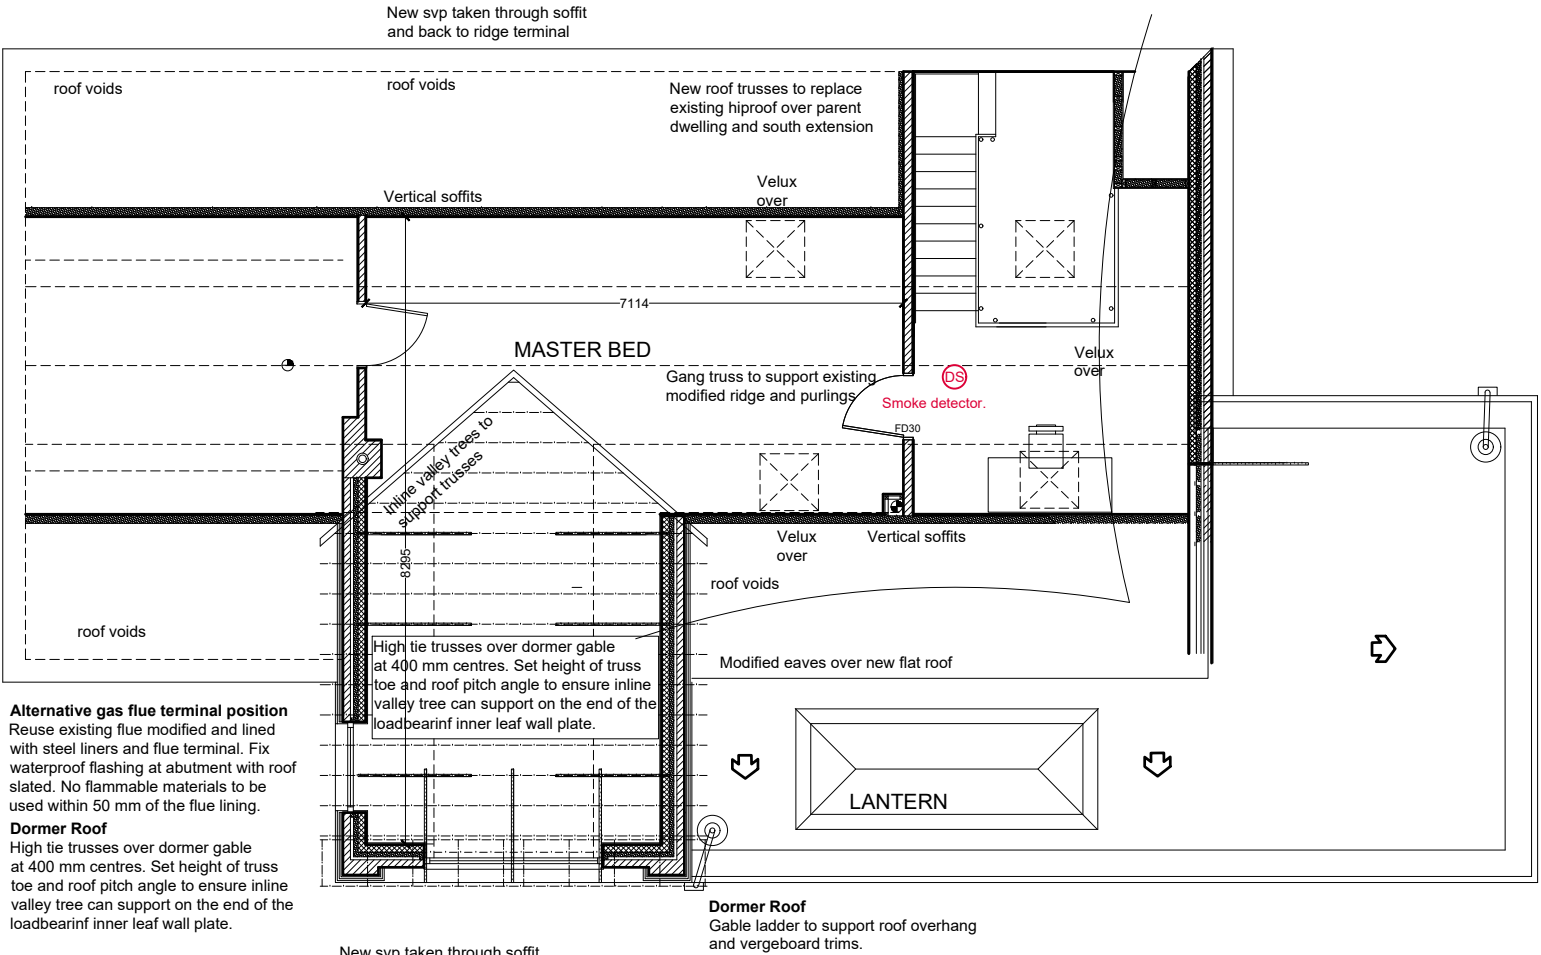 New svp taken through soffit
and back to ridge terminal
roof voids
roof voids
New roof trusses to replace
existing hiproof over parent
dwelling and south extension
Vertical soffits
Velux
over
7114
MASTER BED
Gang truss to support existing
modified ridge and purlings
DS
Smoke detector.
FD30
Velux
over
Inline valley trees to
support trusses
8295
Velux
over
Vertical soffits
roof voids
roof voids
High tie trusses over dormer gable
at 400 mm centres. Set height of truss
toe and roof pitch angle to ensure inline
valley tree can support on the end of the
loadbearinf inner leaf wall plate.
Modified eaves over new flat roof
LANTERN
Alternative gas flue terminal position
Reuse existing flue modified and lined
with steel liners and flue terminal. Fix
waterproof flashing at abutment with roof
slated. No flammable materials to be
used within 50 mm of the flue lining.
Dormer Roof
High tie trusses over dormer gable
at 400 mm centres. Set height of truss
toe and roof pitch angle to ensure inline
valley tree can support on the end of the
loadbearinf inner leaf wall plate.
Dormer Roof
Gable ladder to support roof overhang
and vergeboard trims.
New svp taken through soffit